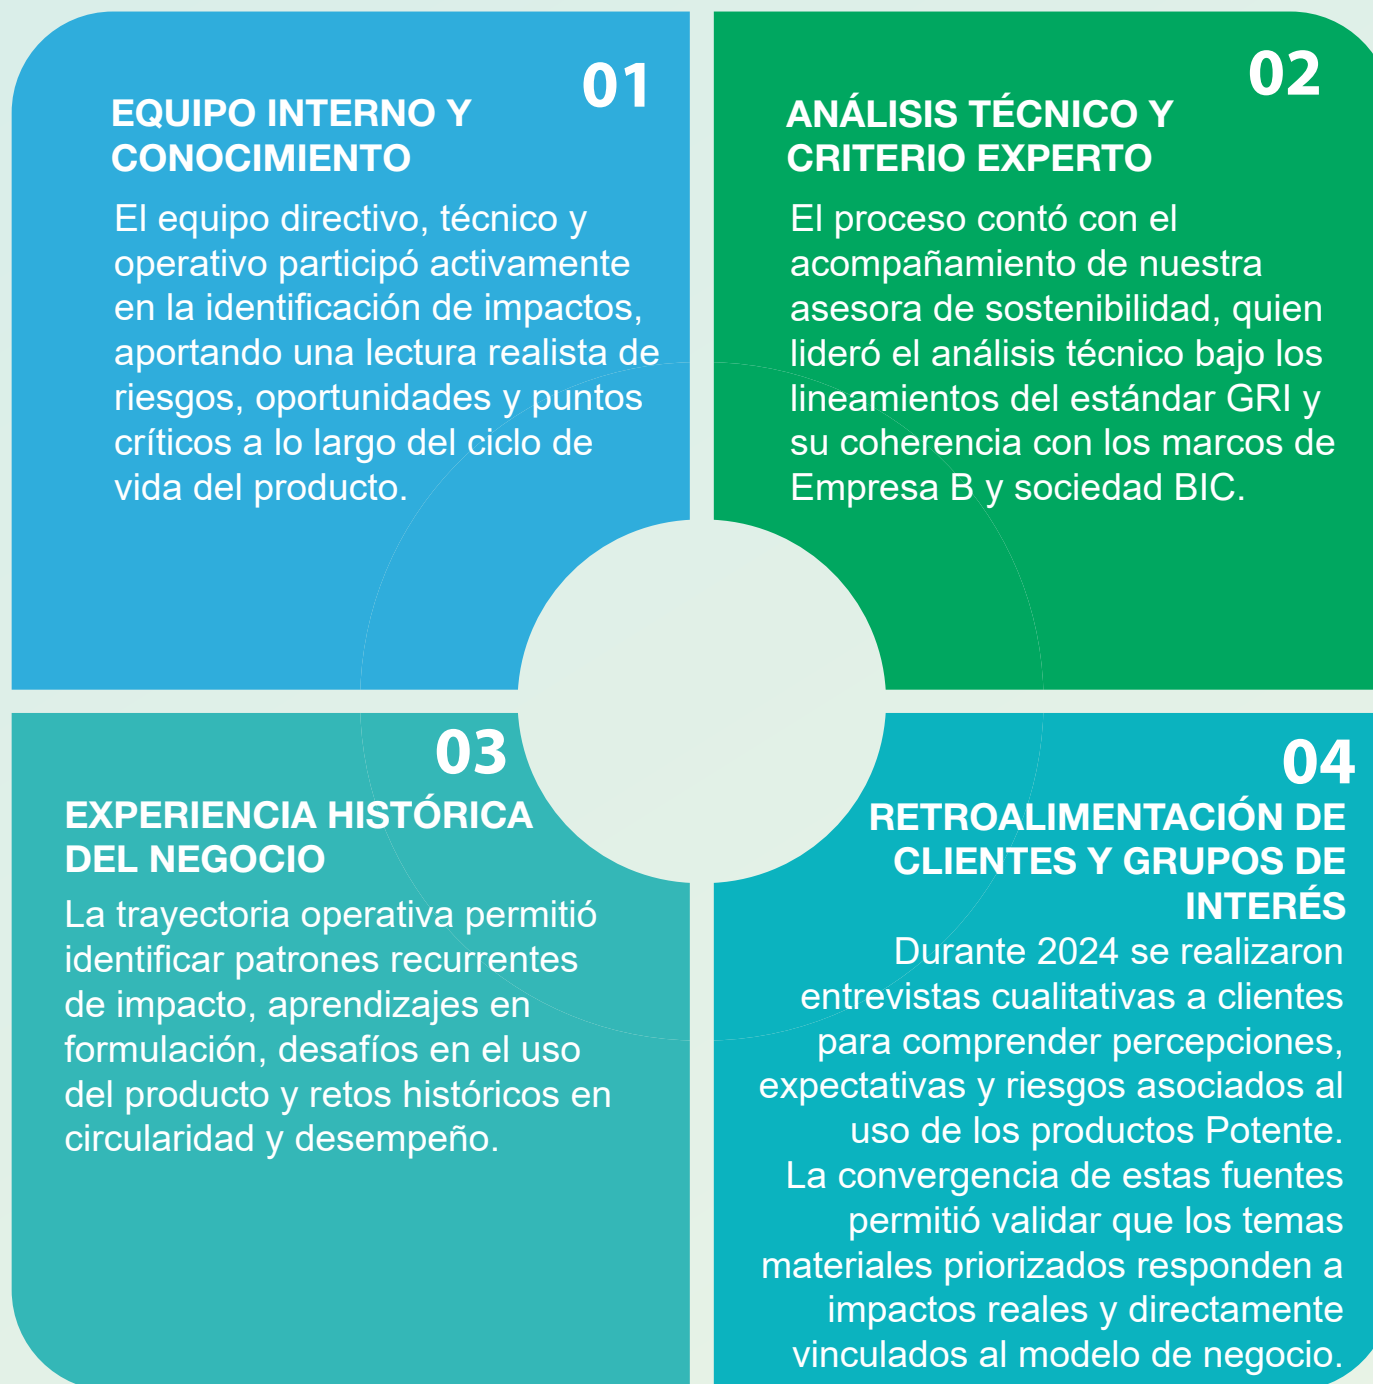 01
EQUIPO INTERNO Y
CONOCIMIENTO
El equipo directivo, técnico y
operativo participó activamente
en la identificación de impactos,
aportando una lectura realista de
riesgos, oportunidades y puntos
críticos a lo largo del ciclo de
vida del producto.
02
ANÁLISIS TÉCNICO Y
CRITERIO EXPERTO
El proceso contó con el
acompañamiento de nuestra
asesora de sostenibilidad, quien
lideró el análisis técnico bajo los
lineamientos del estándar GRI y
su coherencia con los marcos de
Empresa B y sociedad BIC.
03
EXPERIENCIA HISTÓRICA
DEL NEGOCIO
La trayectoria operativa permitió
identificar patrones recurrentes
de impacto, aprendizajes en
formulación, desafíos en el uso
del producto y retos históricos en
circularidad y desempeño.
04
RETROALIMENTACIÓN DE
CLIENTES Y GRUPOS DE
INTERÉS
Durante 2024 se realizaron
entrevistas cualitativas a clientes
para comprender percepciones,
expectativas y riesgos asociados al
uso de los productos Potente.
La convergencia de estas fuentes
permitió validar que los temas
materiales priorizados responden a
impactos reales y directamente
vinculados al modelo de negocio.